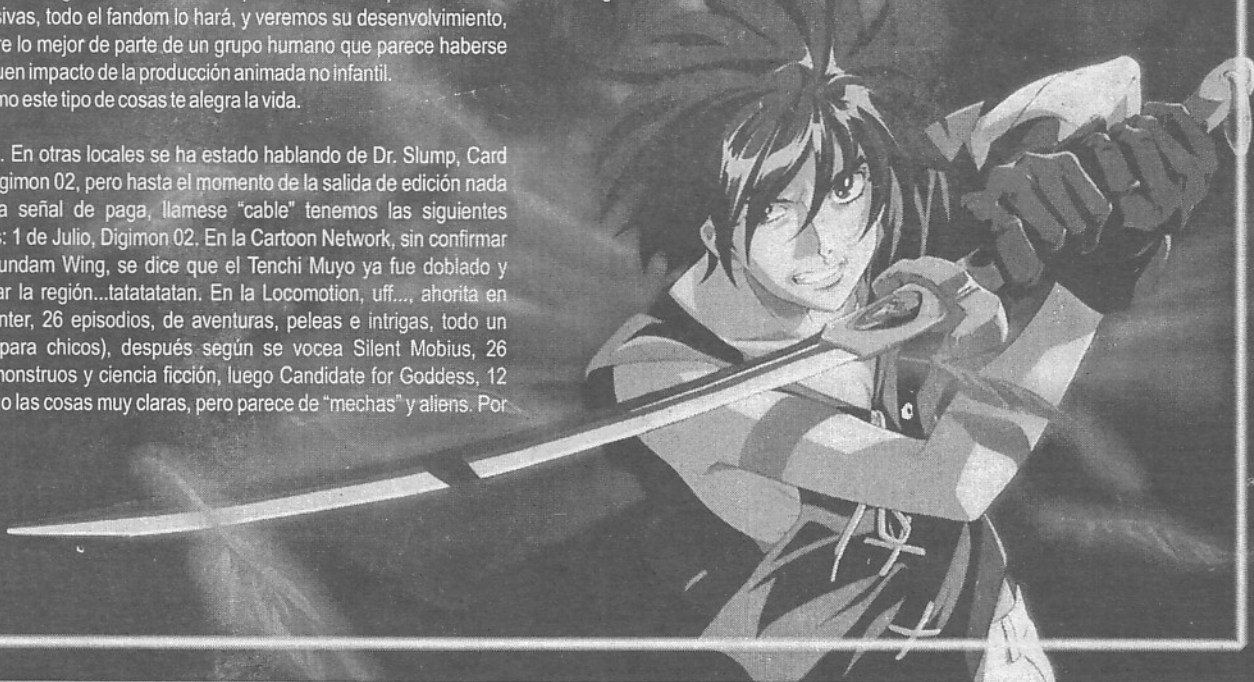 sivas, todo el fandom lo hará, y veremos su desenvolvimiento,
re lo mejor de parte de un grupo humano que parece haberse
uen impacto de la producción animada no infantil.
no este tipo de cosas te alegra la vida.
. En otras locales se ha estado hablando de Dr. Slump, Card
igimon 02, pero hasta el momento de la salida de edición nada
a señal de paga, llamese “cable” tenemos las siguientes
s: 1 de Julio, Digimon 02. En la Cartoon Network, sin confirmar
undam Wing, se dice que el Tenchi Muyo ya fue doblado y
ar la región...tatatatatan. En la Locomotion, uff..., ahorita en
nter, 26 episodios, de aventuras, peleas e intrigas, todo un
para chicos), después según se vocea Silent Mobius, 26
monstruos y ciencia ficción, luego Candidate for Goddess, 12
o las cosas muy claras, pero parece de “mechas” y aliens. Por